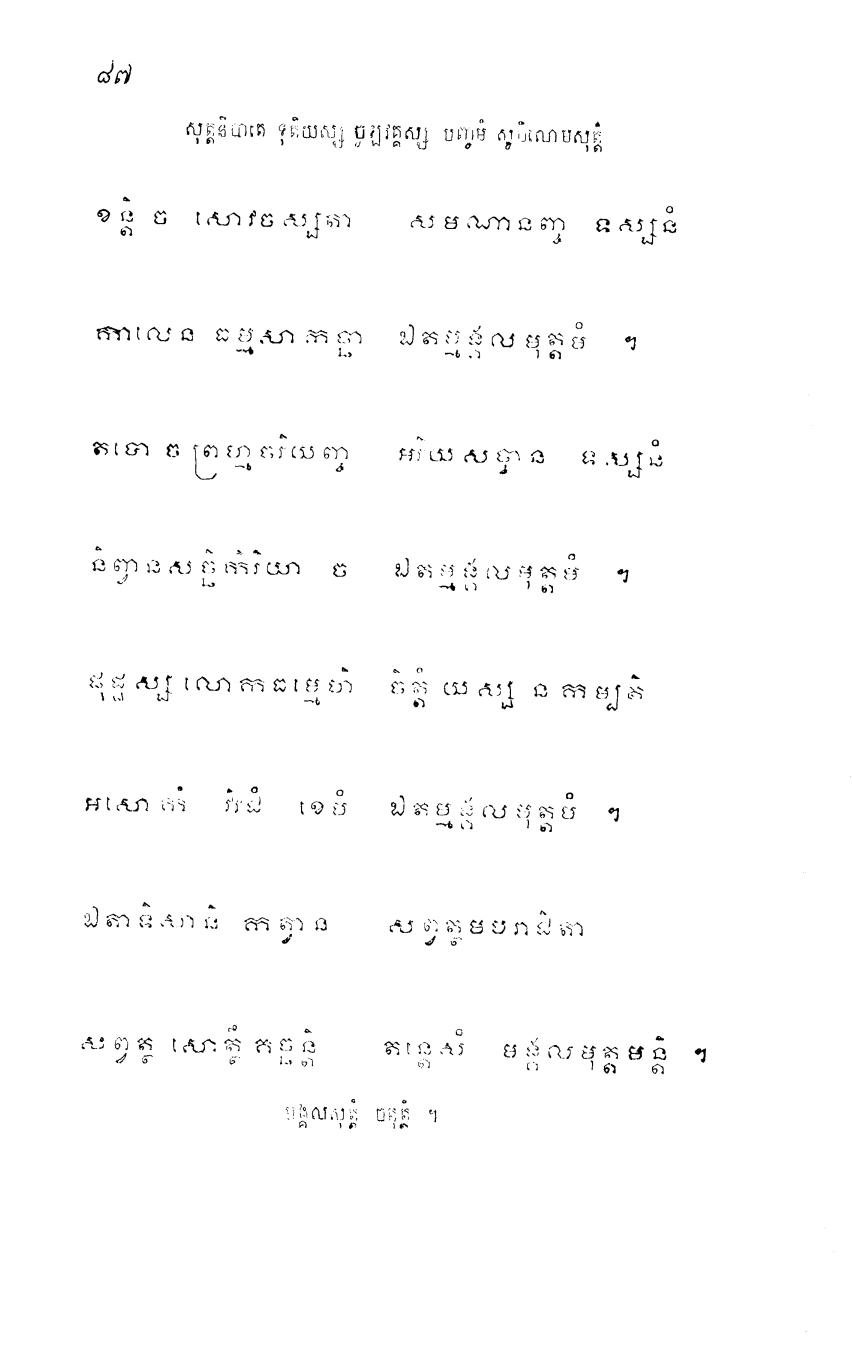 ៨៧
សុត្តនិបាតេ ទុតិយស្ស ចូឡវគ្គស្ស បញ្ចមំ សូចិលោមសុត្តំ
ខន្តិ ច សោវចស្សតា សមណានញ្ច ទស្សនំ
កាលេន ធម្មសាកច្ឆា ឯតម្មង្គលមុត្តមំ ។
តបោ ច ព្រហ្មចរិយញ្ច អរិយសច្ចាន ទស្សនំ
និព្វានសច្ឆិកិរិយា ច ឯតម្មង្គលមុត្តមំ ។
ផុដ្ឋស្ស លោកធម្មេហិ ចិត្តំ យស្ស ន កម្បតិ
អសោកំ វិរជំ ខេមំ ឯតម្មង្គលមុត្តមំ ។
ឯតាទិសានិ កត្វាន សព្វត្ថមបរាជិតា
សព្វត្ថ សោត្ថឹ គច្ឆន្តិ តន្តេសំ មង្គលមុត្តមន្តិ ។
មង្គលសុត្តំ ចតុត្ថំ ។